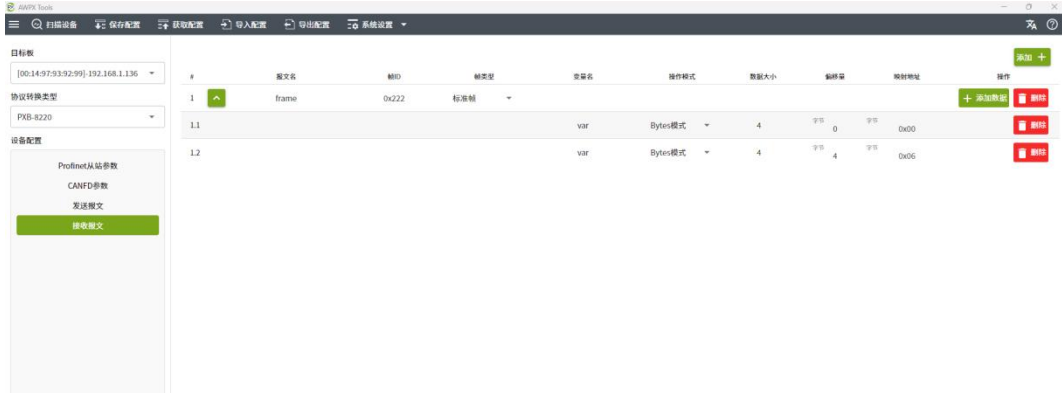 AWPX Tools
扫描设备 保存配置 获取配置 导入配置 导出配置 系统设置
目标板
[00:14:97:93:92:99]-192.168.1.136
协议转换类型
PXB-8220
设备配置
Profinet从站参数
CANFD参数
发送报文
接收报文
添加 +
# 报文名 帧ID 帧类型 变量名 操作模式 数据大小 偏移量 映射地址 操作
1 frame 0x222 标准帧 + 添加数据 删除
1.1 var Bytes模式 4 字节 0 字节 0x00 删除
1.2 var Bytes模式 4 字节 4 字节 0x06 删除